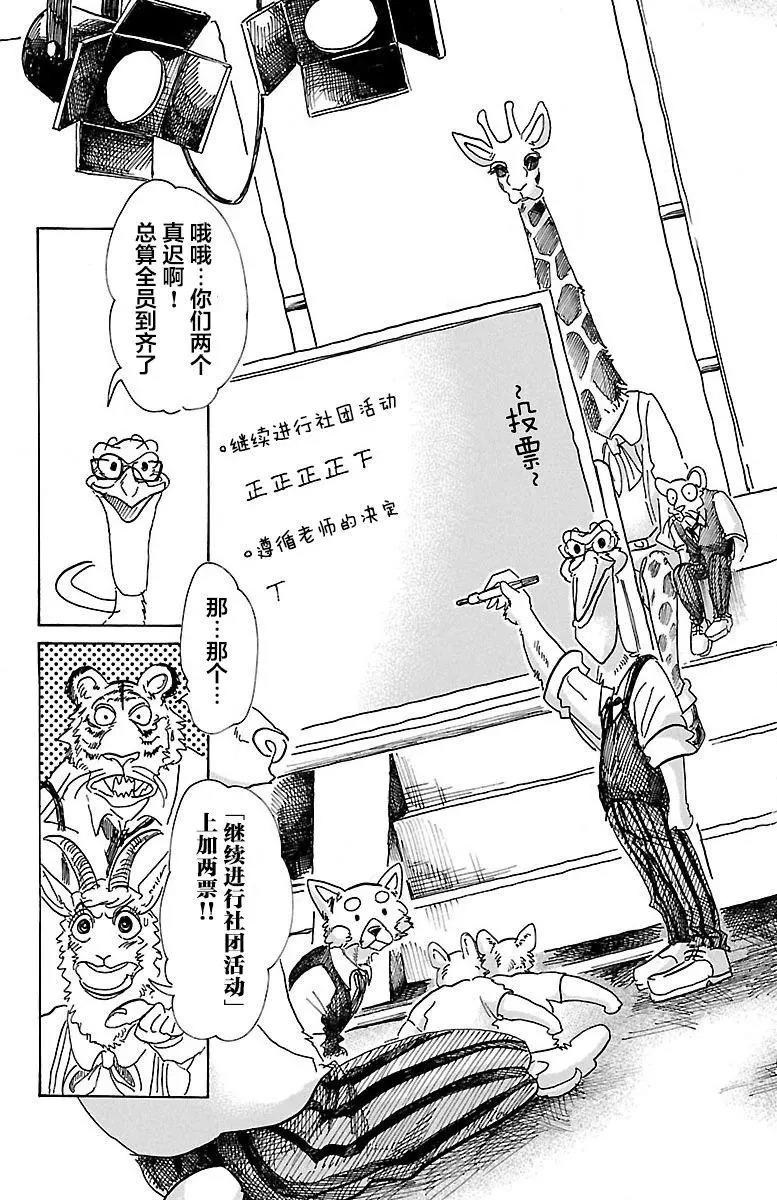 哦哦…你们两个
真迟啊！
总算全员到齐了
～投票～
。继续进行社团活动
正正正正下
。遵循老师的决定
丅
那…那个…
「继续进行社团活动」
上加两票!!